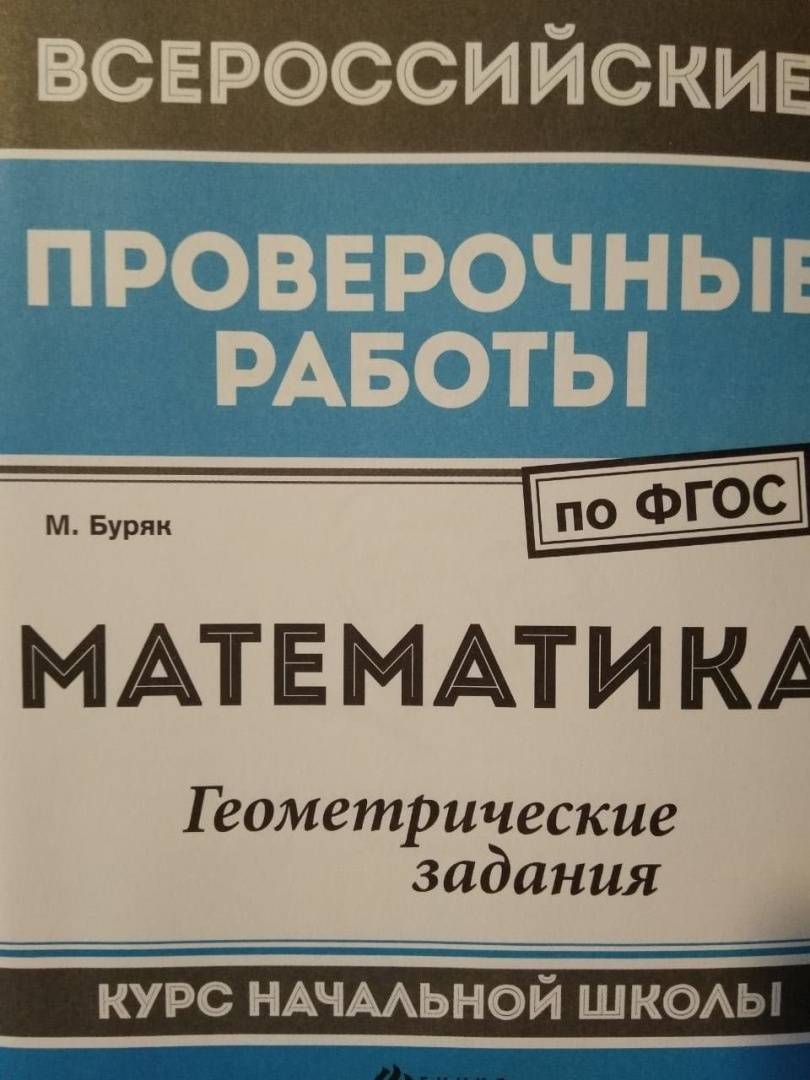 ВСЕРОССИЙСКИЕ
ПРОВЕРОЧНЫЕ
РАБОТЫ
по ФГОС
М. Буряк
МАТЕМАТИКА
Геометрические
задания
КУРС НАЧАЛЬНОЙ ШКОЛЫ